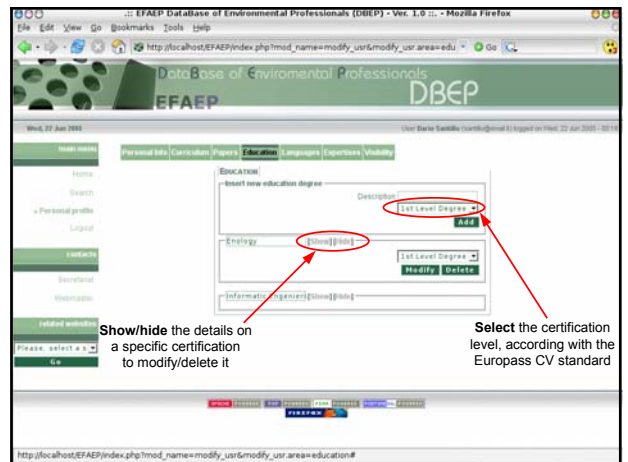 .:: EFAEP DataBase of Environmental Professionals (DBEP) - Ver. 1.0 ::. - Mozilla Firefox
File Edit View Go Bookmarks Tools Help
http://localhost/EFAEP/index.php?mod_name=modify_usr&modify_usr.area=edu Go
DataBase of Enviromental Professionals
EFAEP DBEP
Wed, 22 Jun 2005
main menu
Personal Info Curriculum Papers Education Languages Expertises Visibility
Home
Search
» Personal profile
Logout
contacts
Secretariat
Webmaster
related websites
Please, select a s
Go
EDUCATION
Insert new education degree
Description
1st Level Degree
Add
Enology [Show][Hide]
1st Level Degree
Modify Delete
Informatic Engenier [Show][Hide]
Show/hide the details on
a specific certification
to modify/delete it
Select the certification
level, according with the
Europass CV standard
FIREFOX
http://localhost/EFAEP/index.php?mod_name=modify_usr&modify_usr.area=education#